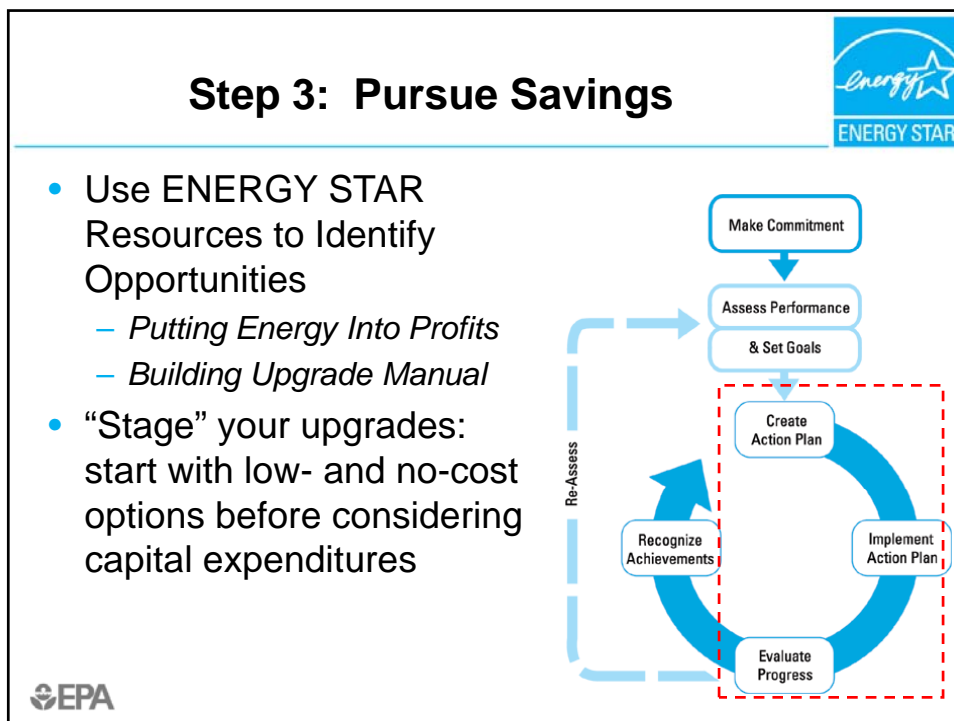 Step 3:  Pursue Savings
energy
ENERGY STAR
• Use ENERGY STAR
Resources to Identify
Opportunities
– Putting Energy Into Profits
– Building Upgrade Manual
• “Stage” your upgrades:
start with low- and no-cost
options before considering
capital expenditures
Make Commitment
Assess Performance
& Set Goals
Create
Action Plan
Re-Assess
Recognize
Achievements
Implement
Action Plan
Evaluate
Progress
EPA